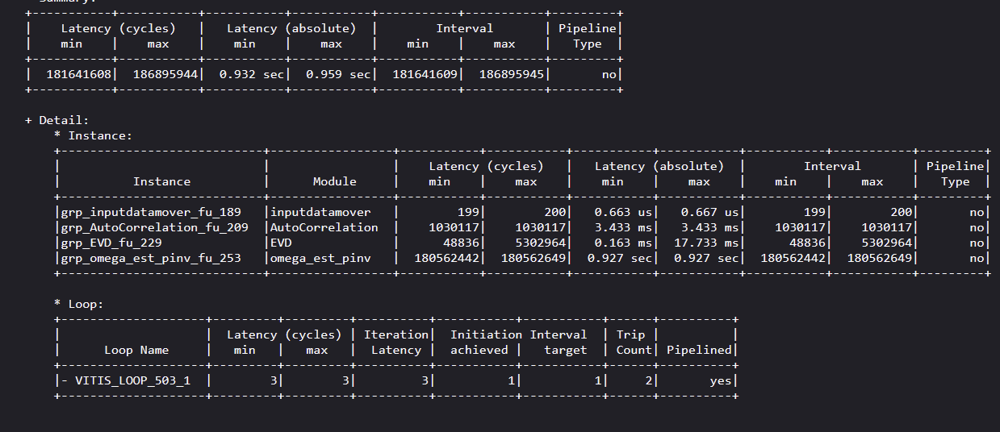 Summary:
+-----------+-----------+-----------+-----------+-----------+-----------+---------+
|    Latency (cycles)   |   Latency (absolute)  |        Interval       | Pipeline|
|    min    |    max    |    min    |    max    |    min    |    max    |   Type  |
+-----------+-----------+-----------+-----------+-----------+-----------+---------+
|  181641608|  186895944|  0.932 sec|  0.959 sec|  181641609|  186895945|       no|
+-----------+-----------+-----------+-----------+-----------+-----------+---------+
+ Detail:
* Instance:
+----------------------------+-----------------+-----------+-----------+-----------+-----------+-----------+-----------+---------+
|                            |                 |    Latency (cycles)   |   Latency (absolute)  |        Interval       | Pipeline|
|          Instance          |      Module     |    min    |    max    |    min    |    max    |    min    |    max    |   Type  |
+----------------------------+-----------------+-----------+-----------+-----------+-----------+-----------+-----------+---------+
|grp_inputdatamover_fu_189   |inputdatamover   |        199|        200|   0.663 us|   0.667 us|        199|        200|       no|
|grp_AutoCorrelation_fu_209  |AutoCorrelation  |    1030117|    1030117|   3.433 ms|   3.433 ms|    1030117|    1030117|       no|
|grp_EVD_fu_229              |EVD              |      48836|    5302964|   0.163 ms|  17.733 ms|      48836|    5302964|       no|
|grp_omega_est_pinv_fu_253   |omega_est_pinv   |  180562442|  180562649|  0.927 sec|  0.927 sec|  180562442|  180562649|       no|
+----------------------------+-----------------+-----------+-----------+-----------+-----------+-----------+-----------+---------+
* Loop:
+--------------------+---------+---------+----------+-----------+-----------+------+----------+
|                    |  Latency (cycles) | Iteration|  Initiation Interval  | Trip |          |
|      Loop Name     |   min   |   max   |  Latency |  achieved |   target  | Count| Pipelined|
+--------------------+---------+---------+----------+-----------+-----------+------+----------+
|- VITIS_LOOP_503_1  |        3|        3|         3|          1|          1|     2|       yes|
+--------------------+---------+---------+----------+-----------+-----------+------+----------+